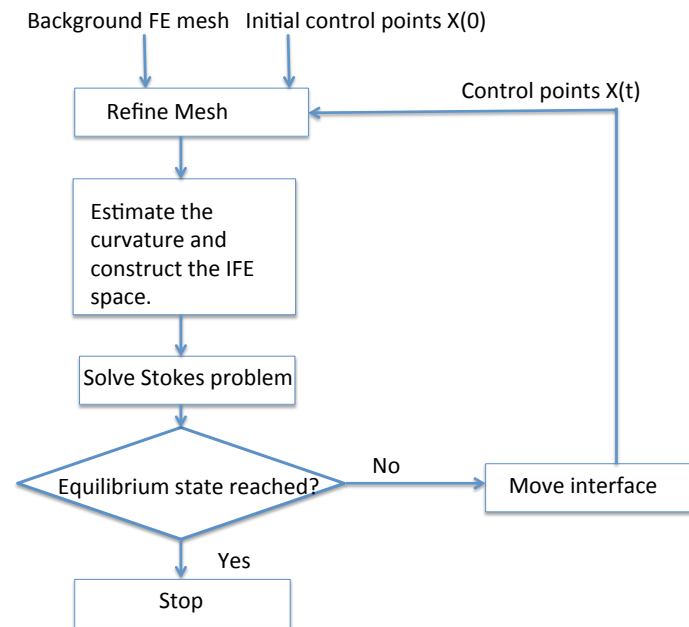 Background FE mesh
Initial control points X(0)
Control points X(t)
Refine Mesh
Estimate the
curvature and
construct the IFE
space.
Solve Stokes problem
Equilibrium state reached?
No
Move interface
Yes
Stop